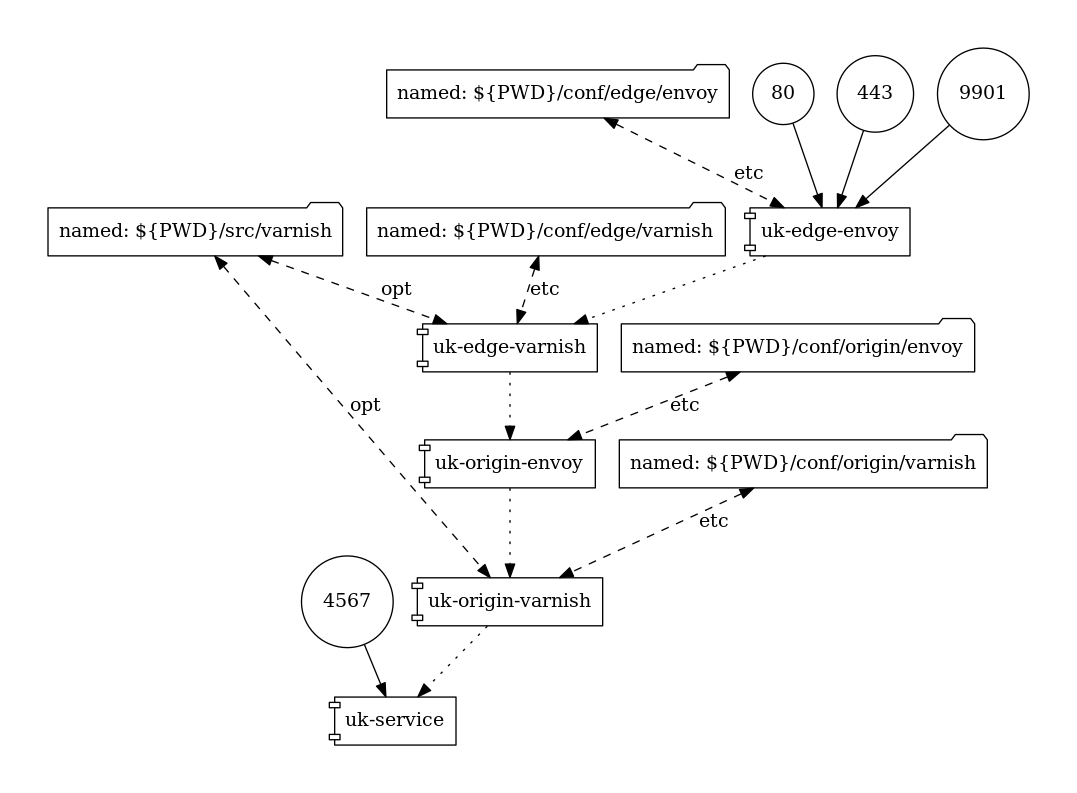 named: ${PWD}/conf/edge/envoy
80
443
9901
etc
named: ${PWD}/src/varnish
named: ${PWD}/conf/edge/varnish
uk-edge-envoy
opt
etc
uk-edge-varnish
named: ${PWD}/conf/origin/envoy
opt
etc
uk-origin-envoy
named: ${PWD}/conf/origin/varnish
etc
4567
uk-origin-varnish
uk-service